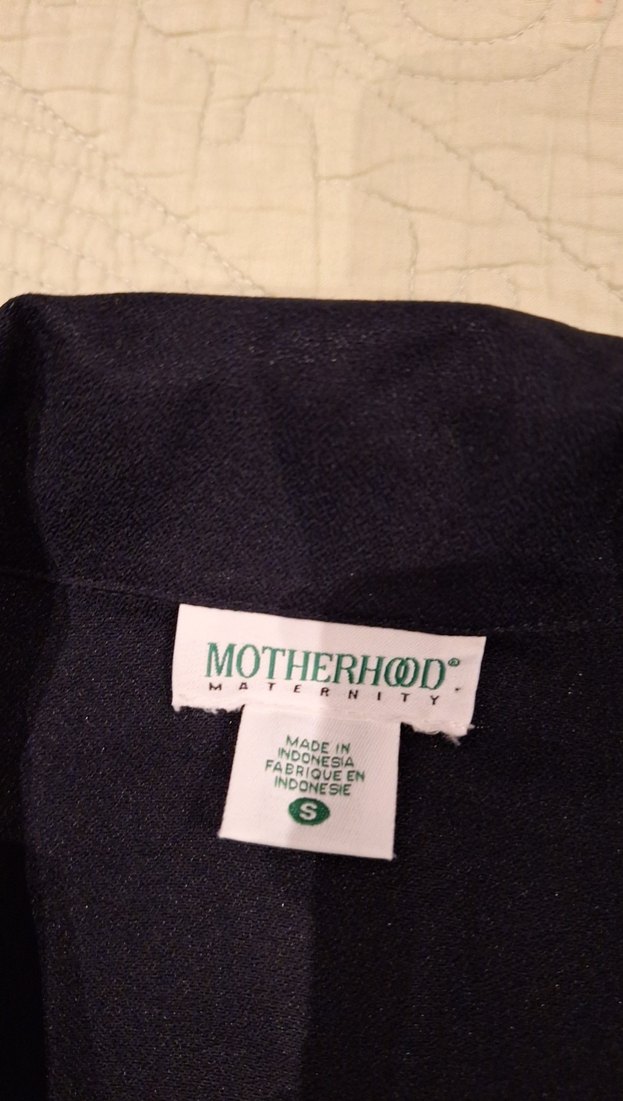 MOTHERHOOD®
MATERNITY
MADE IN
INDONESIA
FABRIQUE EN
INDONESIE
S